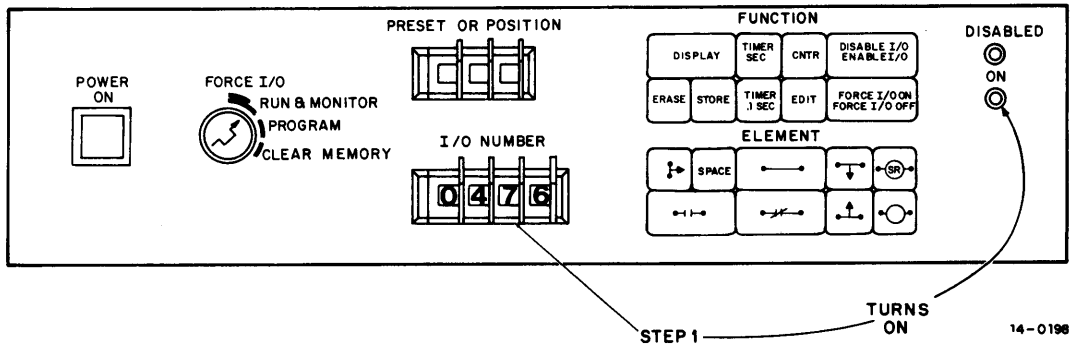 POWER
ON
FORCE I/O
RUN & MONITOR
PROGRAM
CLEAR MEMORY
PRESET OR POSITION
I/O NUMBER
0476
FUNCTION
DISPLAY
TIMER
SEC
CNTR
DISABLE I/O
ENABLE I/O
ERASE
STORE
TIMER
.1 SEC
EDIT
FORCE I/O ON
FORCE I/O OFF
ELEMENT
SPACE
SR
DISABLED
ON
STEP 1
TURNS
ON
14-0198